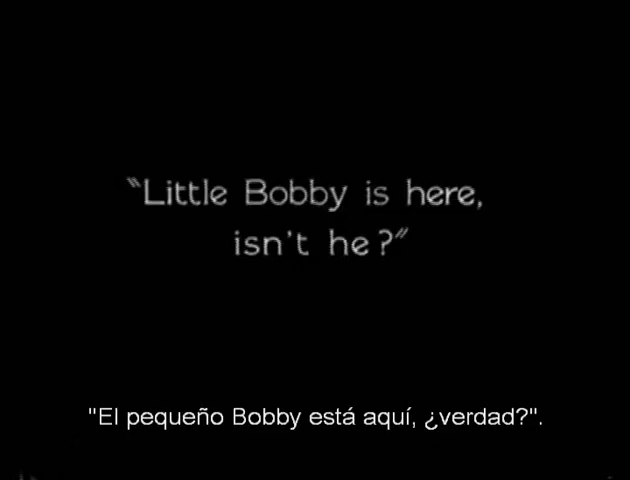 "Little Bobby is here,
isn't he?"
"El pequeño Bobby está aquí, ¿verdad?".